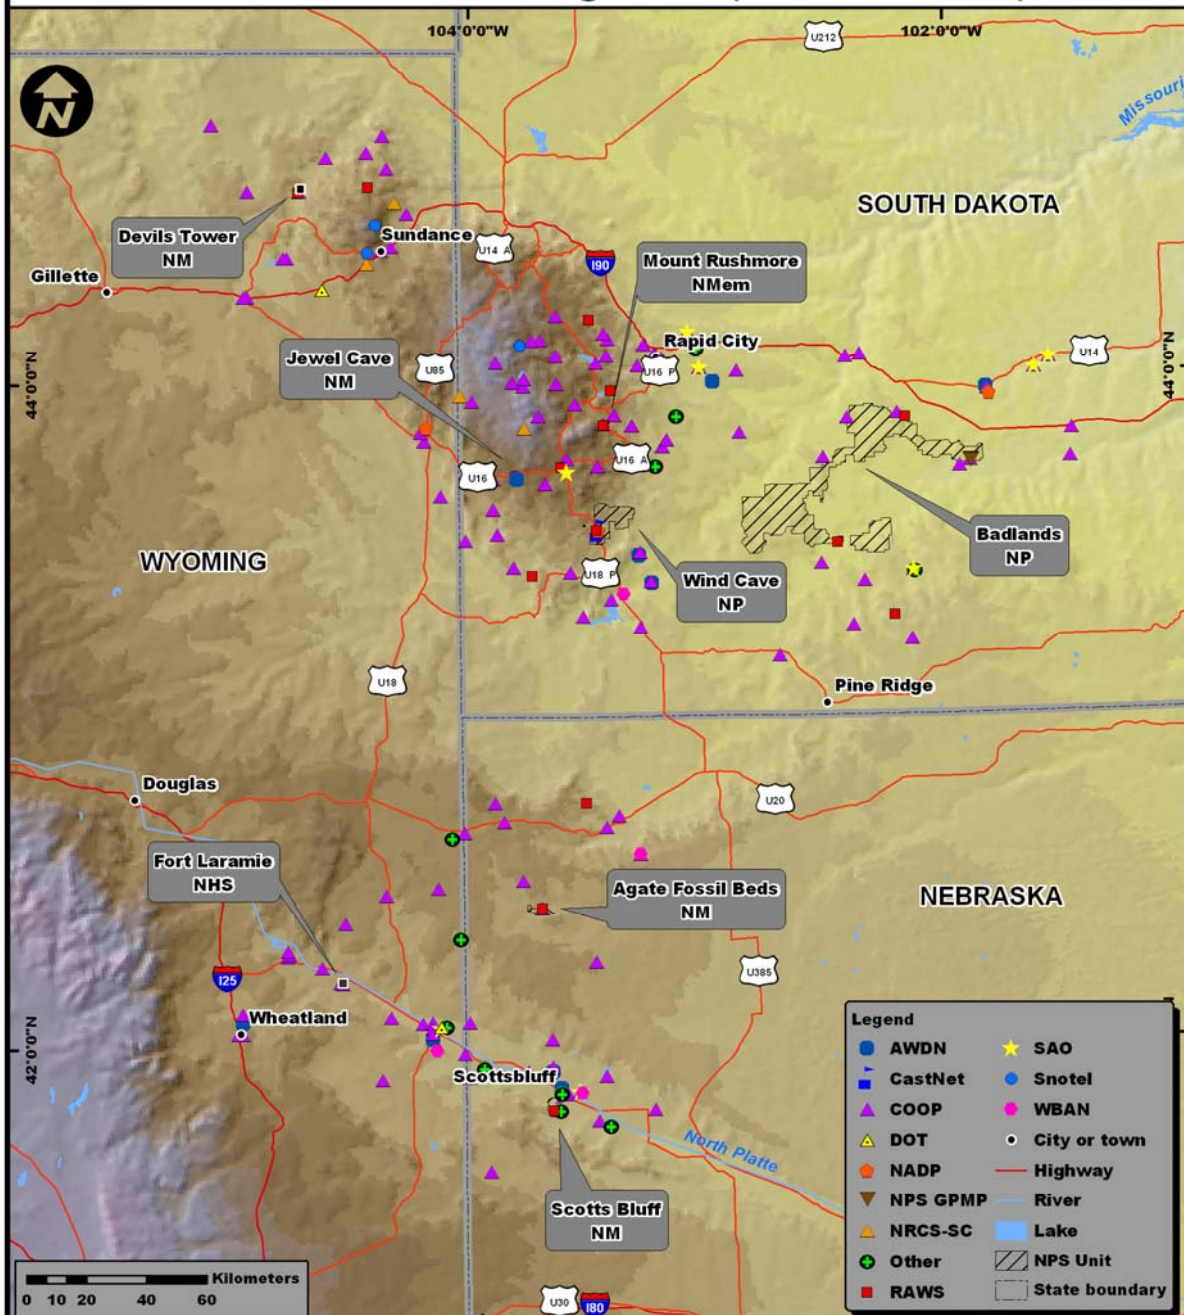 104°0'0"W
102°0'0"W
U212
Missouri
N
SOUTH DAKOTA
Devils Tower
NM
Sundance
U14 A
I90
Mount Rushmore
NMem
Gillette
Rapid City
U14
Jewel Cave
NM
U85
U16 P
44°0'0"N
44°0'0"N
U16 A
U16
Badlands
NP
WYOMING
U18 P
Wind Cave
NP
U18
Pine Ridge
Douglas
U20
Fort Laramie
NHS
Agate Fossil Beds
NM
NEBRASKA
I25
U385
Wheatland
42°0'0"N
Scottsbluff
North Platte
Scotts Bluff
NM
Legend
AWDN
SAO
CastNet
Snotel
COOP
WBAN
DOT
City or town
NADP
Highway
NPS GPMP
River
NRCS-SC
Lake
Other
NPS Unit
RAWS
State boundary
Kilometers
0 10 20 60
U30
I80